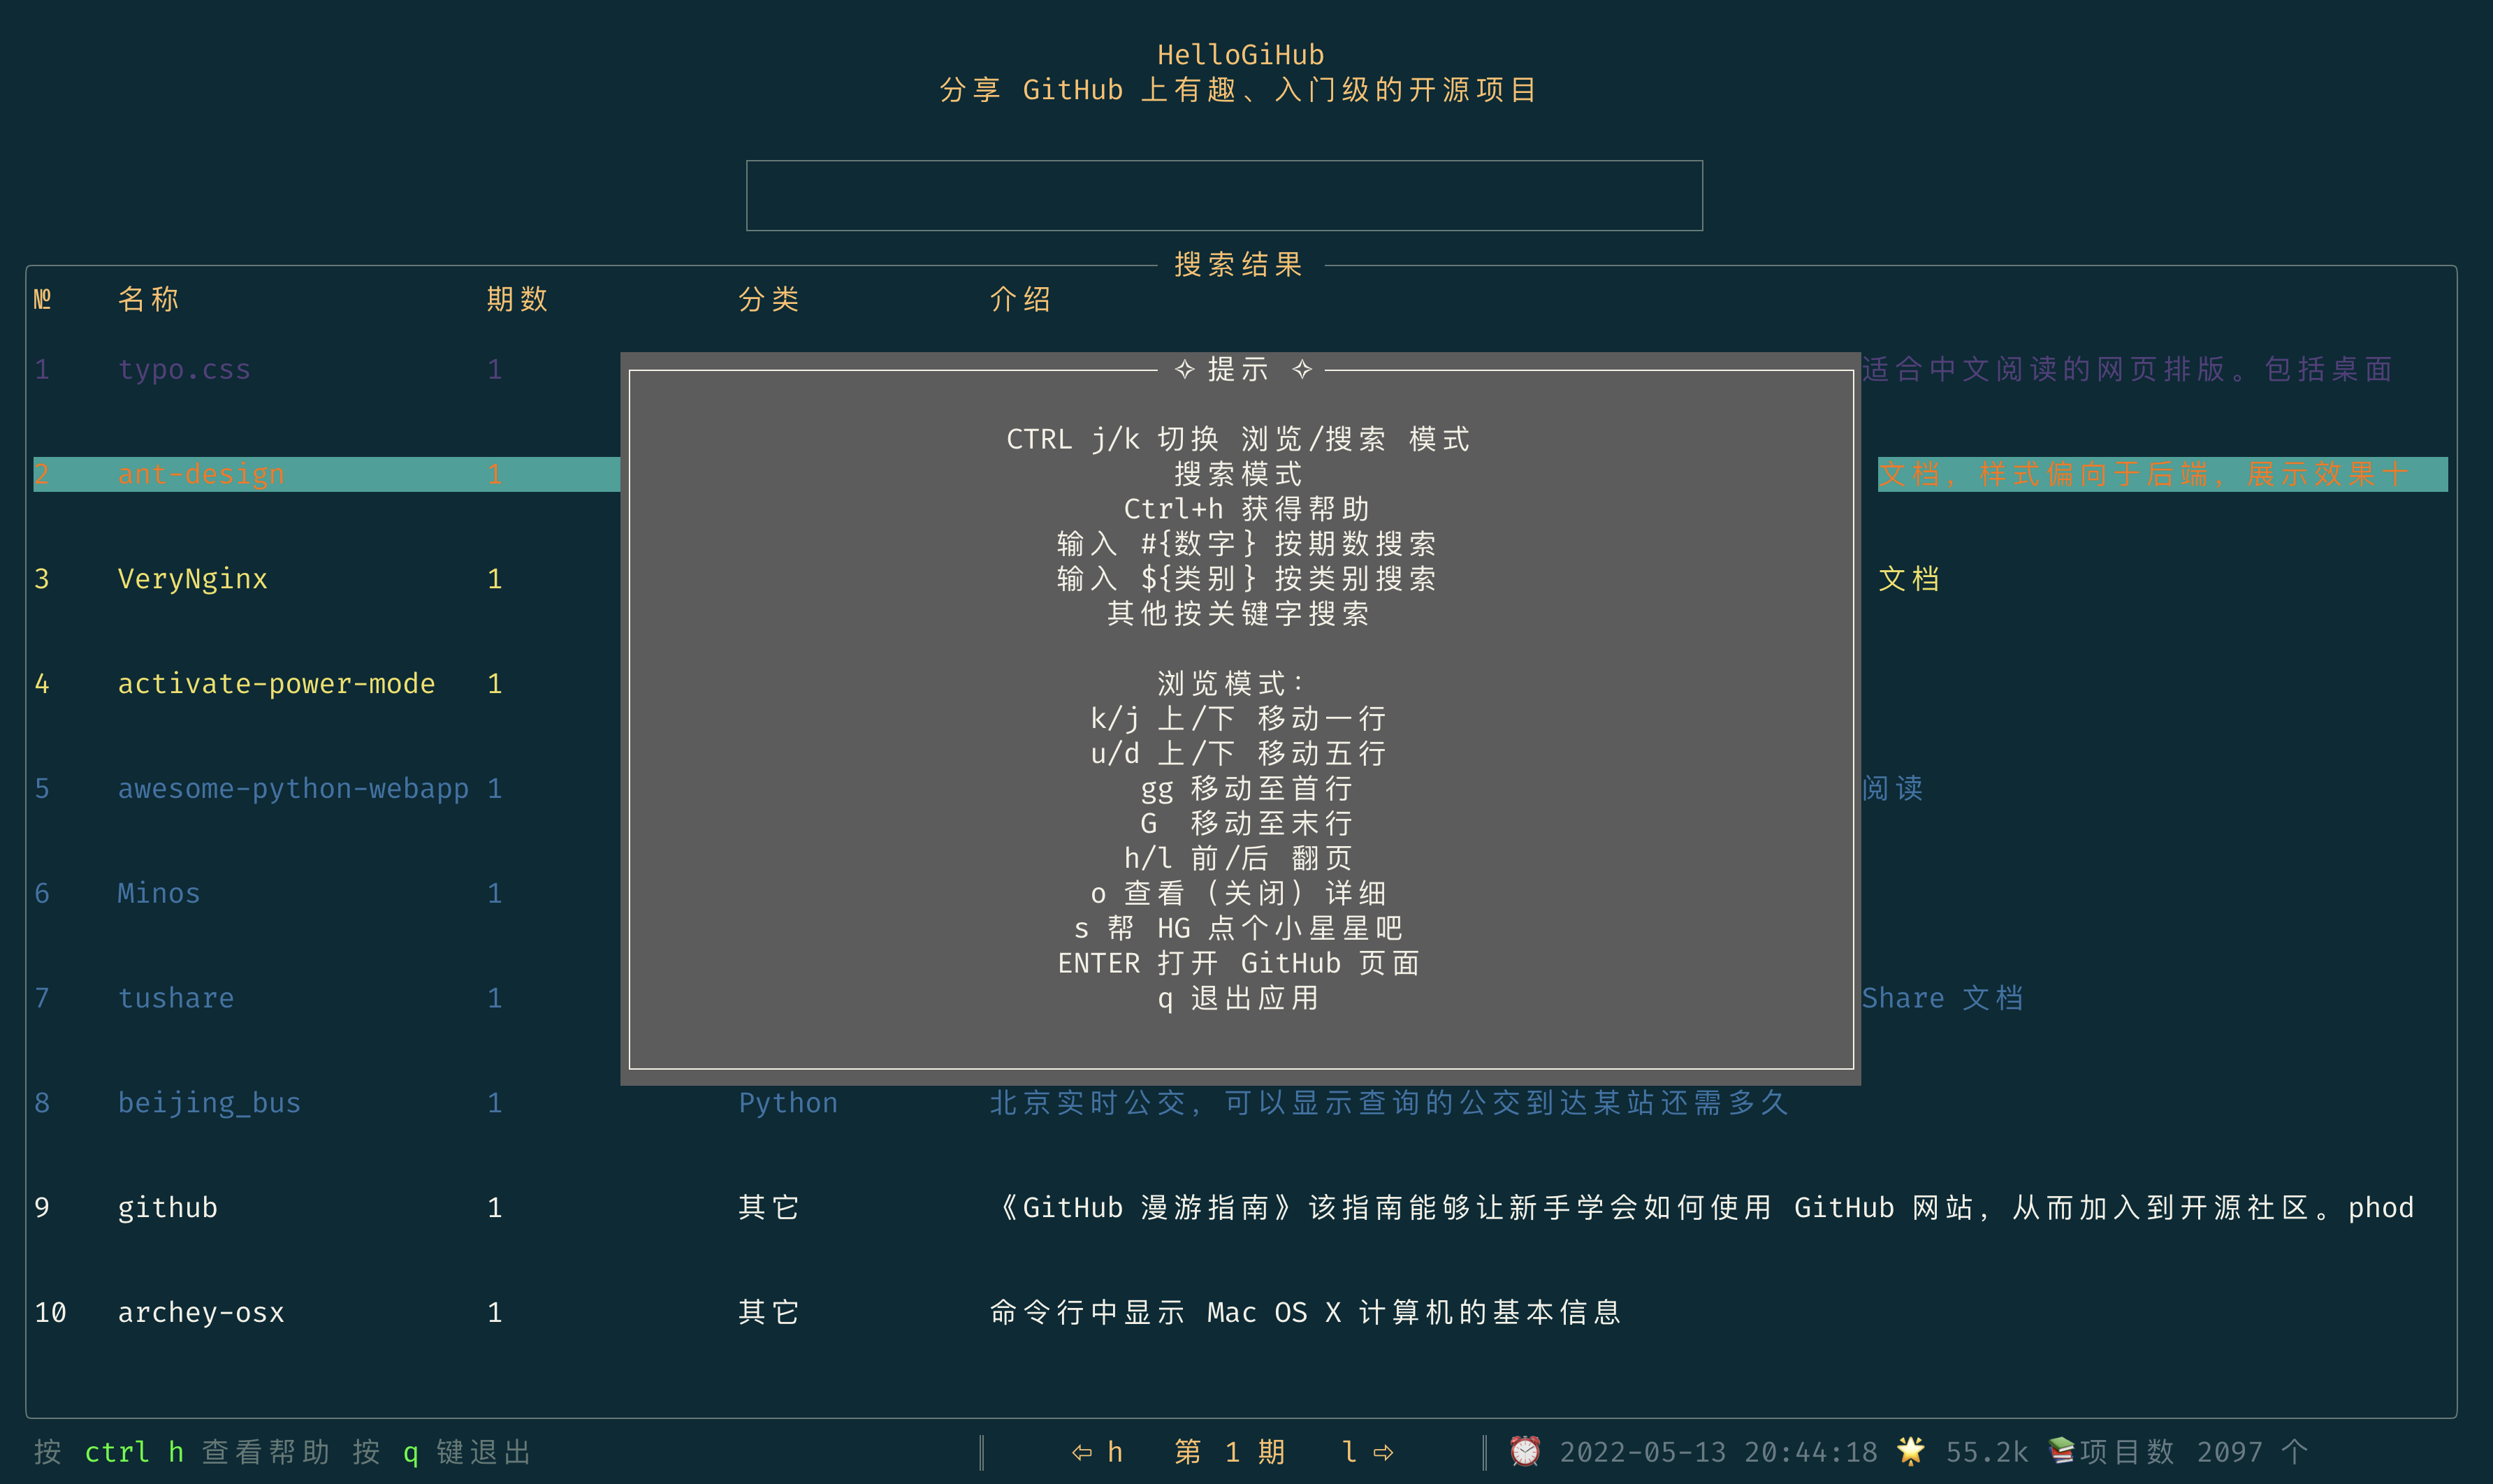 HelloGiHub
分享 GitHub 上有趣、入门级的开源项目
搜索结果
№ 名称 期数 分类 介绍
1 typo.css 1 适合中文阅读的网页排版。包括桌面
✧ 提示 ✧
CTRL j/k 切换 浏览/搜索 模式
2 ant-design 1 文档，样式偏向于后端，展示效果十
搜索模式
Ctrl+h 获得帮助
输入 #{数字} 按期数搜索
3 VeryNginx 1 文档
输入 ${类别} 按类别搜索
其他按关键字搜索
4 activate-power-mode 1
浏览模式：
k/j 上/下 移动一行
u/d 上/下 移动五行
5 awesome-python-webapp 1 阅读
gg 移动至首行
G 移动至末行
h/l 前/后 翻页
6 Minos 1
o 查看（关闭）详细
s 帮 HG 点个小星星吧
ENTER 打开 GitHub 页面
7 tushare 1 Share 文档
q 退出应用
8 beijing_bus 1 Python 北京实时公交，可以显示查询的公交到达某站还需多久
9 github 1 其它 《GitHub 漫游指南》该指南能够让新手学会如何使用 GitHub 网站，从而加入到开源社区。phod
10 archey-osx 1 其它 命令行中显示 Mac OS X 计算机的基本信息
按 ctrl h 查看帮助 按 q 键退出 ║ ⇦ h 第 1 期 l ⇨ ║ ⏰ 2022-05-13 20:44:18 🌟 55.2k 📚项目数 2097 个